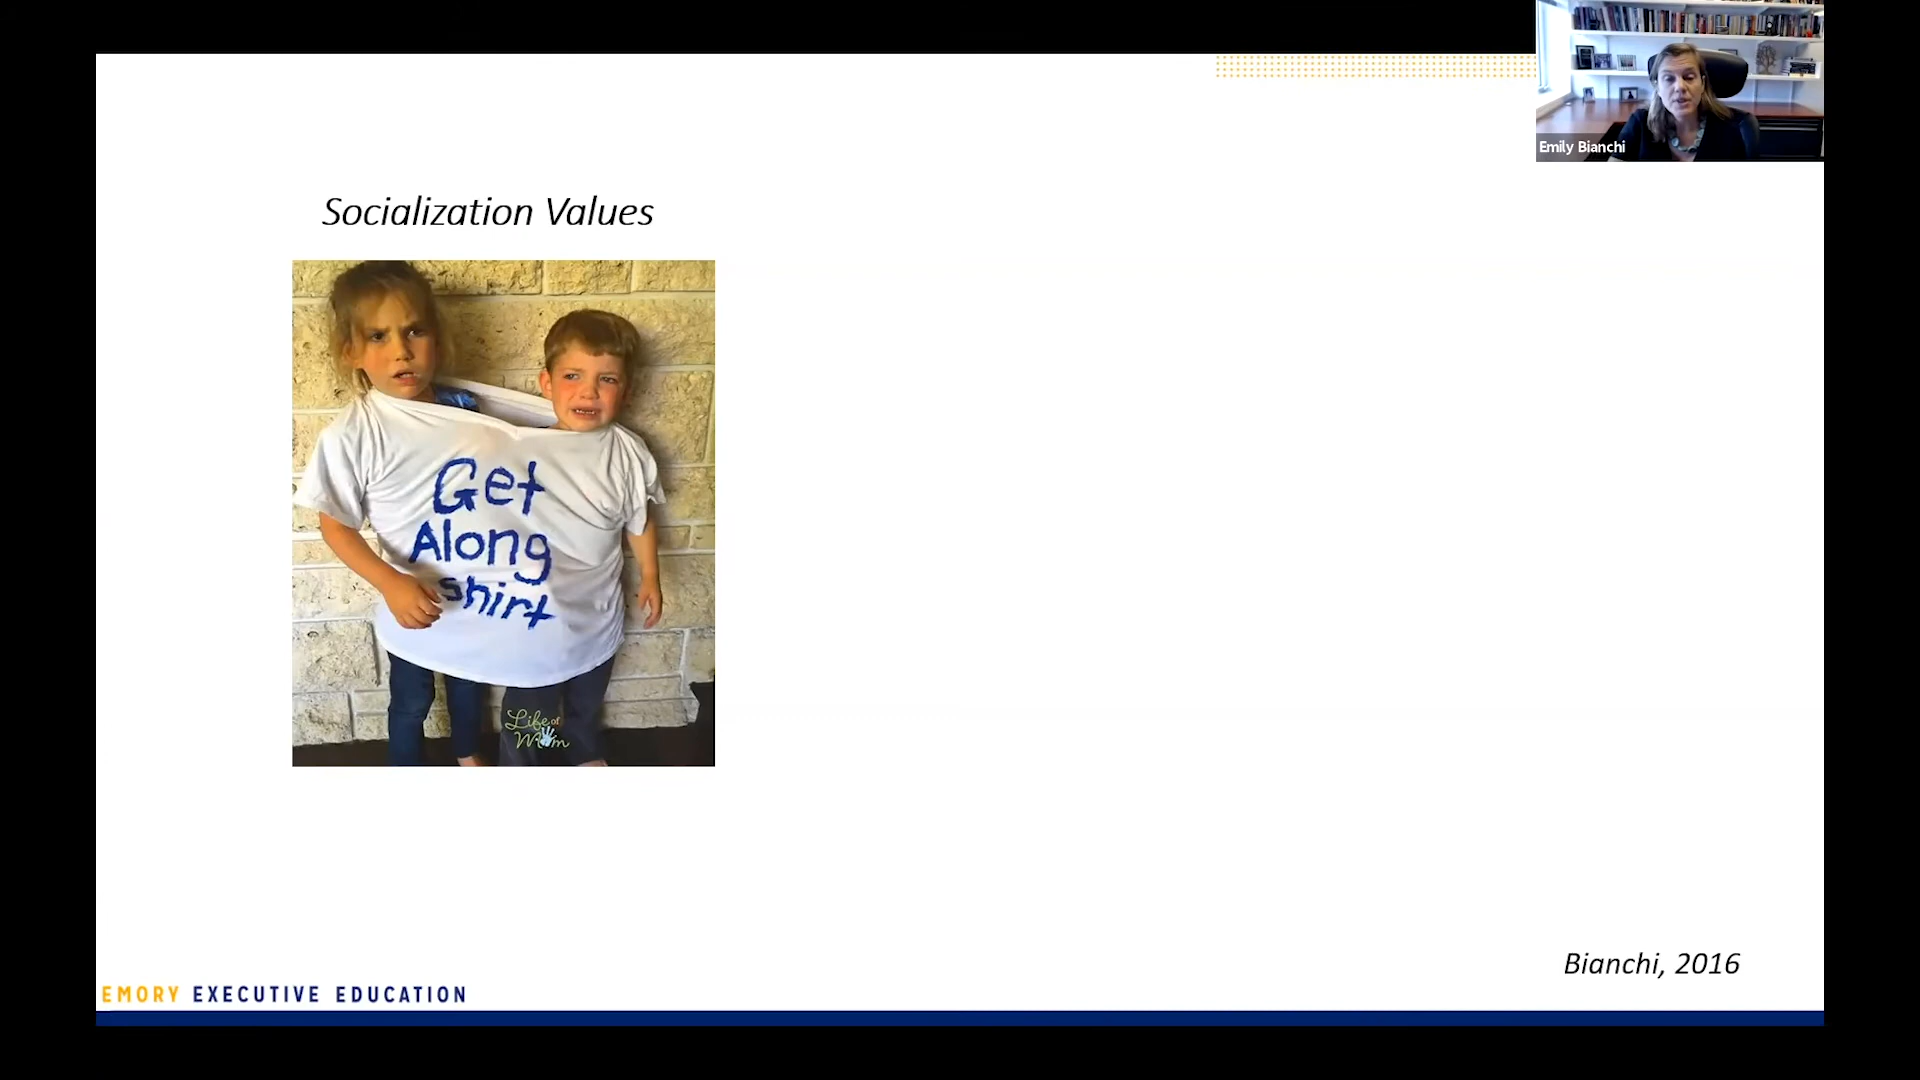 Emily Bianchi
Socialization Values
Get
Along
shirt
Life of
Mom
Bianchi, 2016
EMORY EXECUTIVE EDUCATION